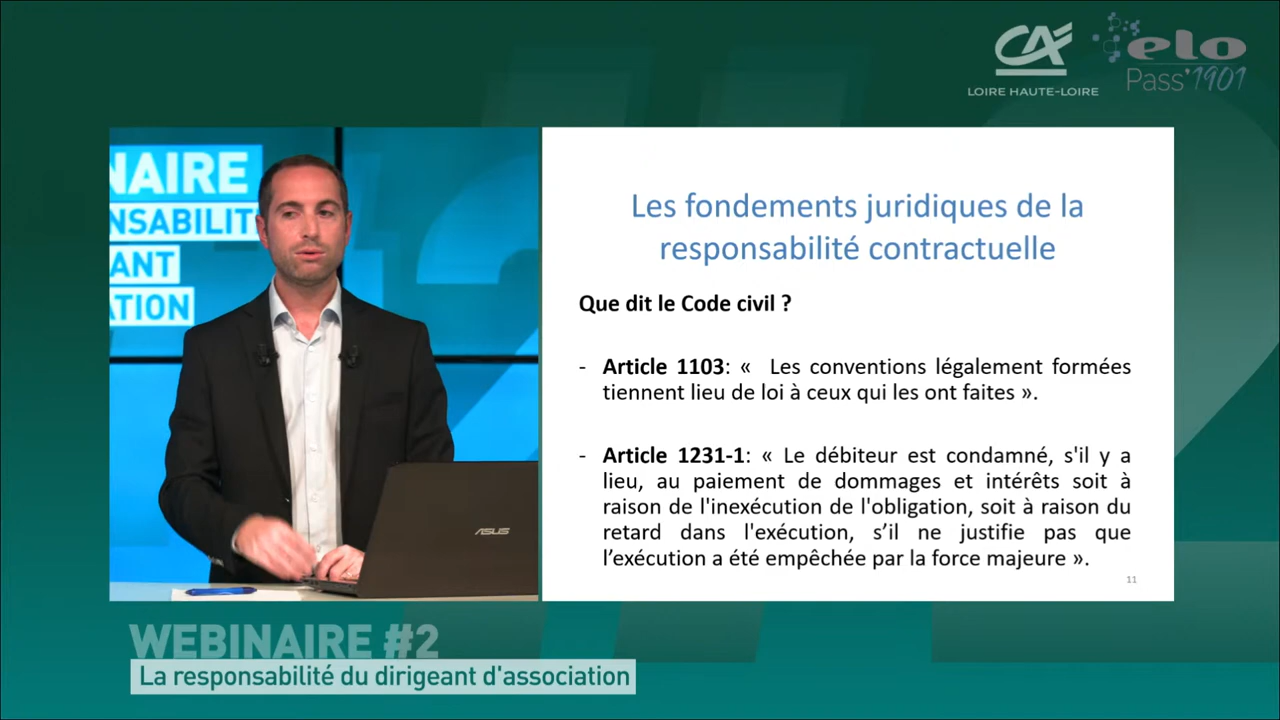 CA
LOIRE HAUTE-LOIRE
elo
Pass'1901
NAIRE
NSABILIT
ANT
ATION
ASUS
Les fondements juridiques de la
responsabilité contractuelle
Que dit le Code civil ?
- Article 1103: « Les conventions légalement formées
tiennent lieu de loi à ceux qui les ont faites ».
- Article 1231-1: « Le débiteur est condamné, s'il y a
lieu, au paiement de dommages et intérêts soit à
raison de l'inexécution de l'obligation, soit à raison du
retard dans l'exécution, s’il ne justifie pas que
l’exécution a été empêchée par la force majeure ».
11
WEBINAIRE #2
La responsabilité du dirigeant d'association